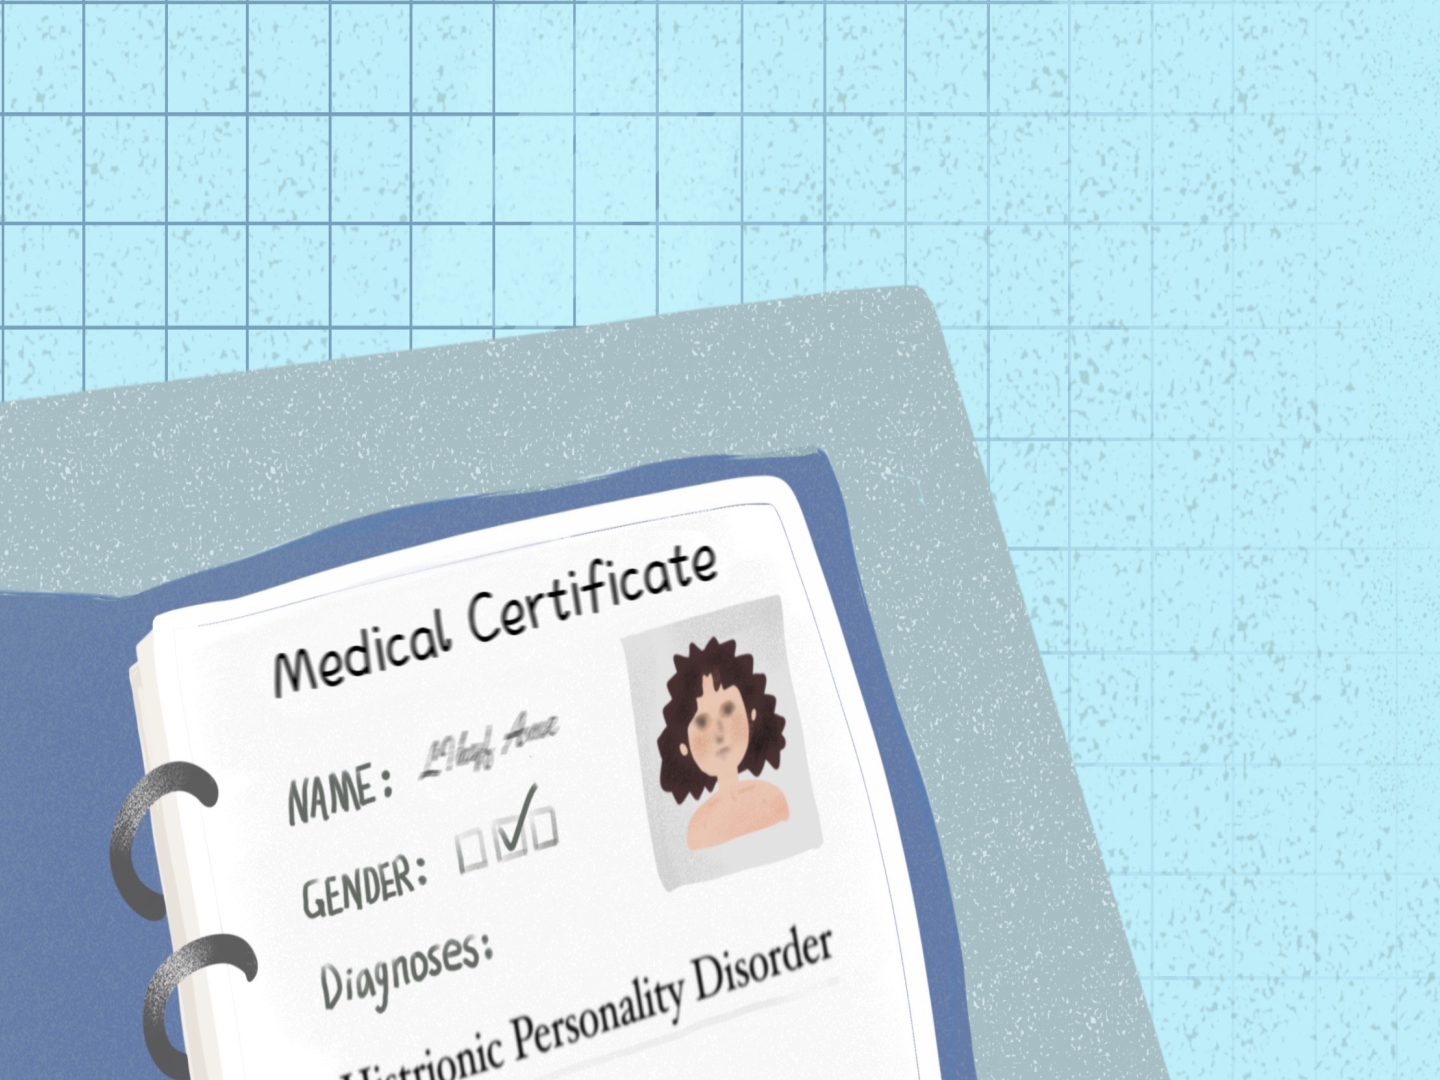 Medical Certificate
NAME:
GENDER:
Diagnoses:
Histrionic Personality Disorder